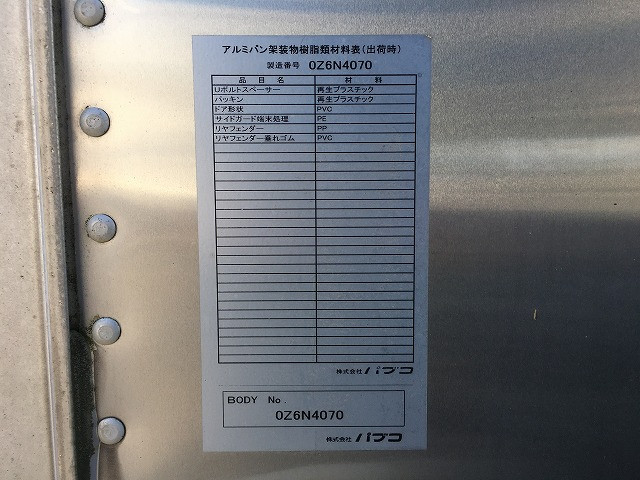 アルミバン架装物樹脂類材料表(出荷時)
製造番号 0Z6N4070
品目名 材料
Uボルトスペーサー 再生プラスチック
パッキン 再生プラスチック
ドア形状 PVC
サイドガード端末処理 PE
リヤフェンダー PP
リヤフェンダー垂れゴム PVC
株式会社 パブコ
BODY No.
0Z6N4070
株式会社 パブコ